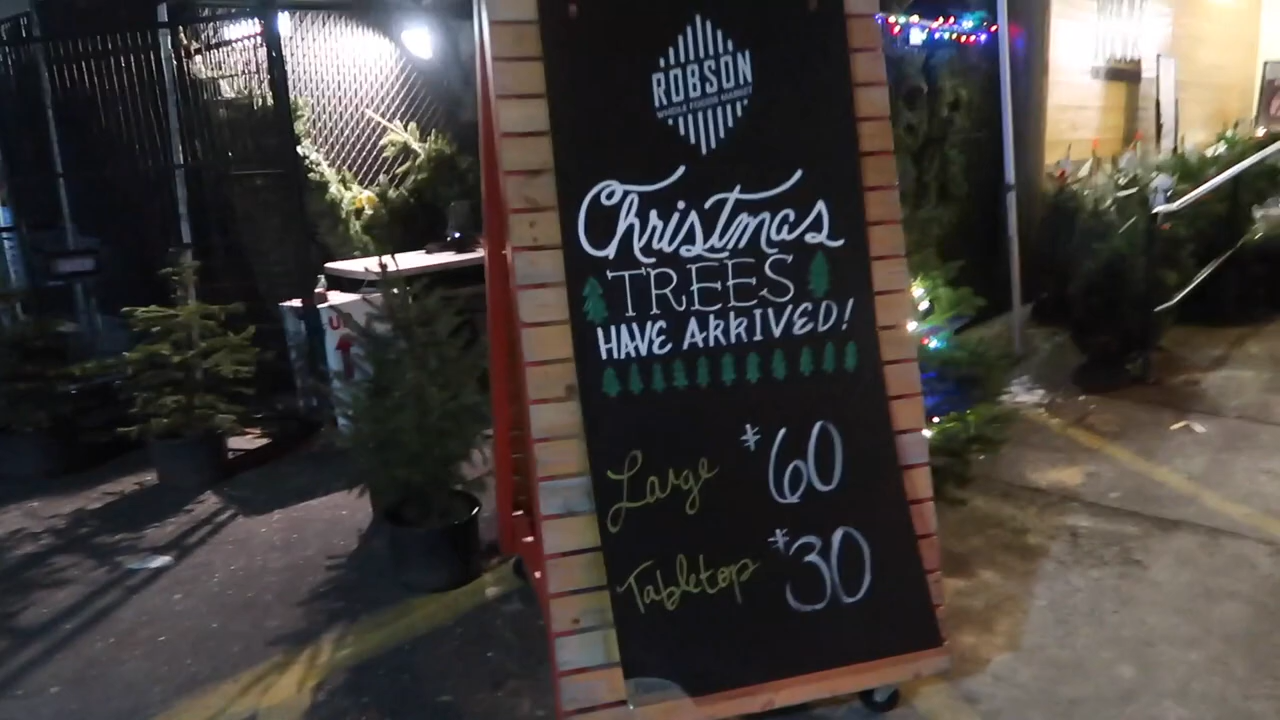 ROBSON
WHOLE FOODS MARKET
Christmas
TREES
HAVE ARRIVED!
Large $60
Tabletop $30